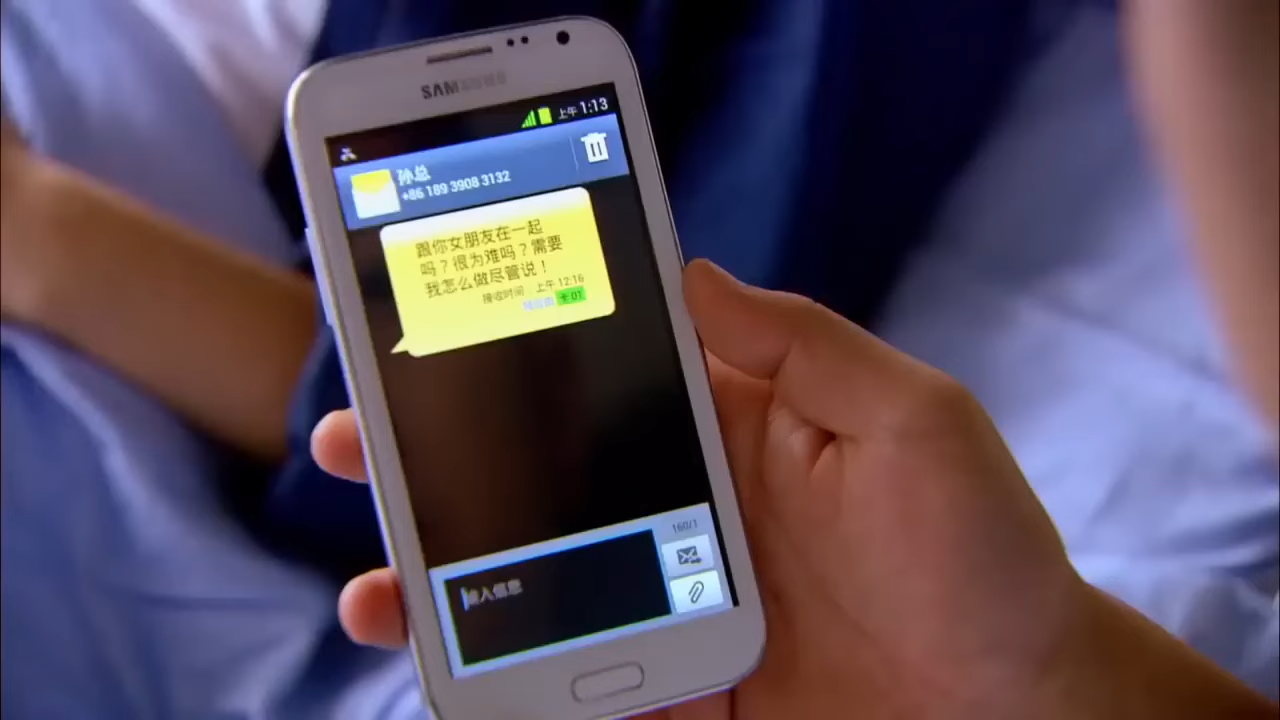 SAMSUNG
上午 1:13
孙总
+86 189 3908 3132
跟你女朋友在一起
吗？很为难吗？需要
我怎么做尽管说！
接收时间 上午 12:16
卡 01
160/1
输入信息